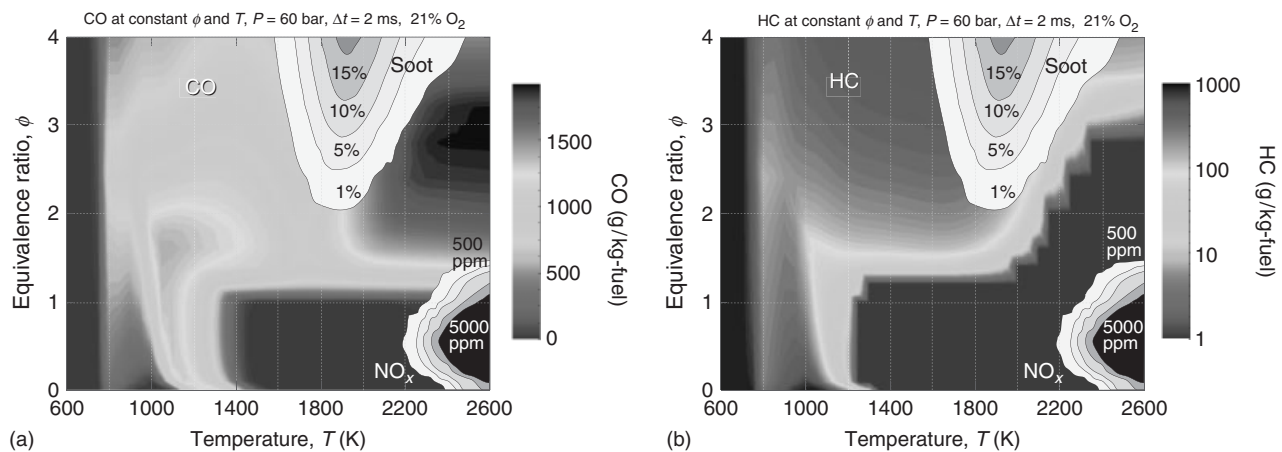 CO at constant ϕ and T, P = 60 bar, Δt = 2 ms, 21% O₂
4
3
2
1
0
Equivalence ratio, ϕ
CO
15%
10%
5%
1%
Soot
500
ppm
5000
ppm
NOₓ
600 1000 1400 1800 2200 2600
Temperature, T (K)
(a)
1500
1000
500
0
CO (g/kg-fuel)
HC at constant ϕ and T, P = 60 bar, Δt = 2 ms, 21% O₂
4
3
2
1
0
Equivalence ratio, ϕ
HC
15%
10%
5%
1%
Soot
500
ppm
5000
ppm
NOₓ
600 1000 1400 1800 2200 2600
Temperature, T (K)
(b)
1000
100
10
1
HC (g/kg-fuel)